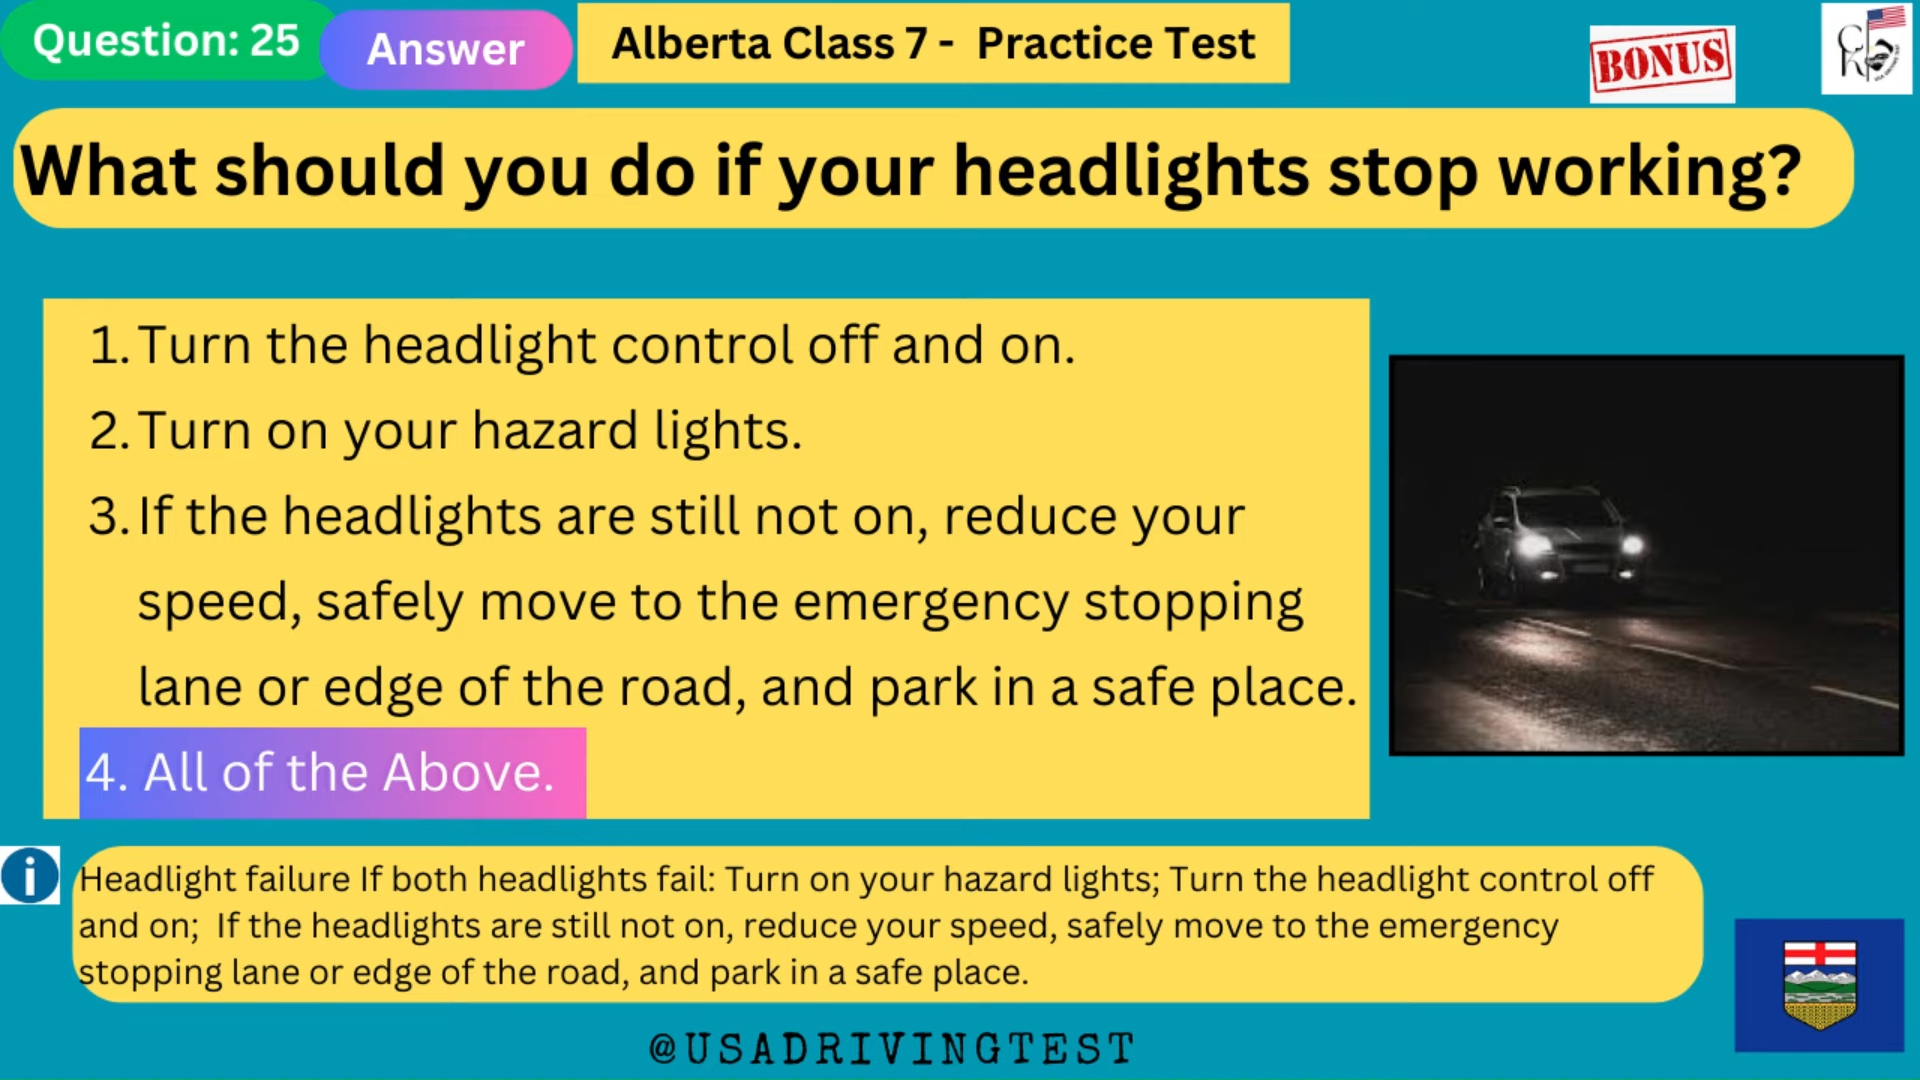 Question: 25
Answer
Alberta Class 7 - Practice Test
BONUS
What should you do if your headlights stop working?
1. Turn the headlight control off and on.
2. Turn on your hazard lights.
3. If the headlights are still not on, reduce your
speed, safely move to the emergency stopping
lane or edge of the road, and park in a safe place.
4. All of the Above.
i
Headlight failure If both headlights fail: Turn on your hazard lights; Turn the headlight control off
and on; If the headlights are still not on, reduce your speed, safely move to the emergency
stopping lane or edge of the road, and park in a safe place.
@USADRIVINGTEST